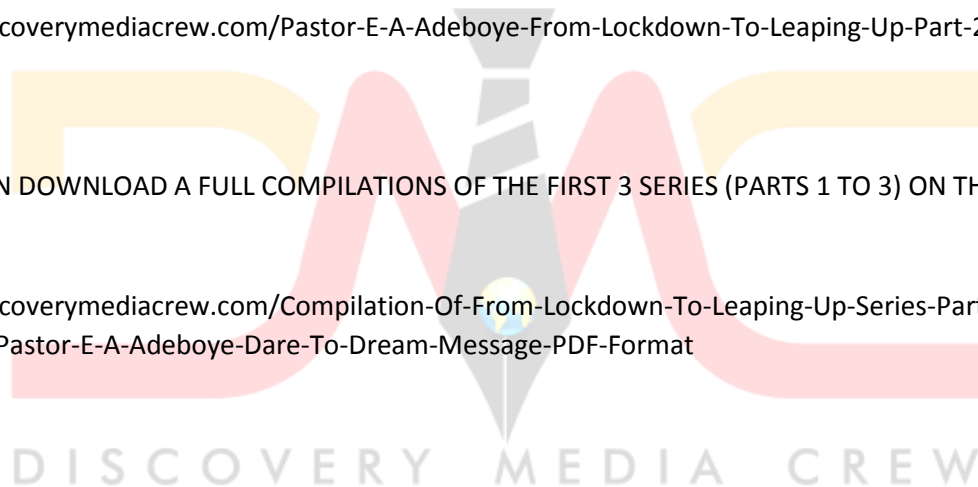 coverymediacrew.com/Pastor-E-A-Adeboye-From-Lockdown-To-Leaping-Up-Part-2
N DOWNLOAD A FULL COMPILATIONS OF THE FIRST 3 SERIES (PARTS 1 TO 3) ON TH
coverymediacrew.com/Compilation-Of-From-Lockdown-To-Leaping-Up-Series-Part
Pastor-E-A-Adeboye-Dare-To-Dream-Message-PDF-Format
DISCOVERY MEDIA CREW